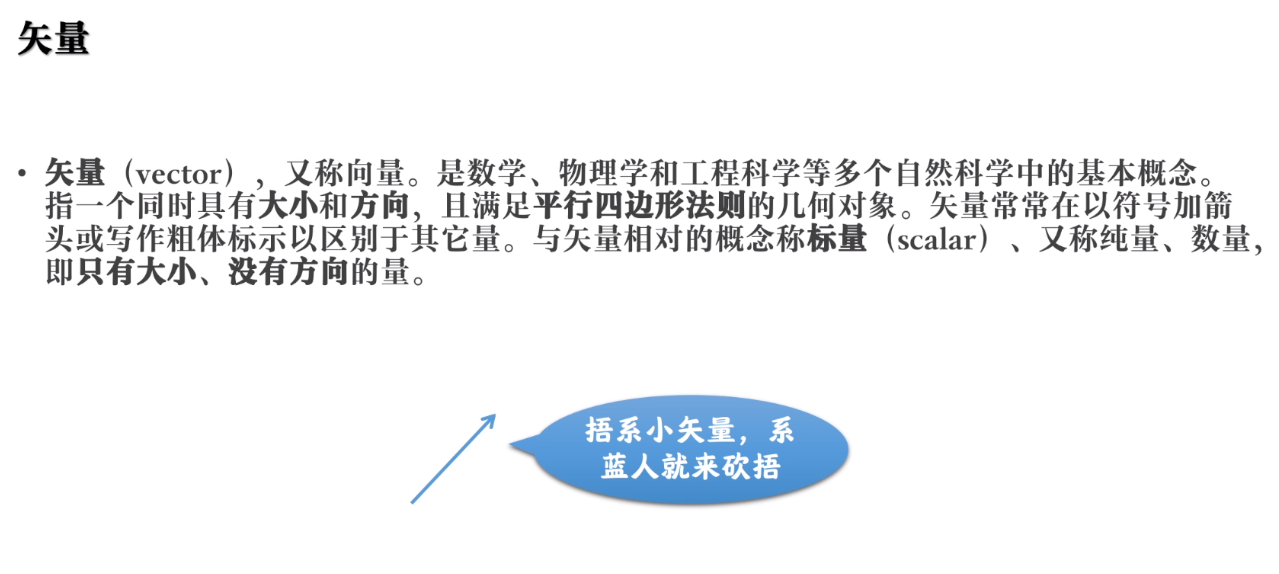 矢量
• 矢量（vector），又称向量。是数学、物理学和工程科学等多个自然科学中的基本概念。
指一个同时具有大小和方向，且满足平行四边形法则的几何对象。矢量常常在以符号加箭
头或写作粗体标示以区别于其它量。与矢量相对的概念称标量（scalar）、又称纯量、数量，
即只有大小、没有方向的量。
捂系小矢量，系
蓝人就来砍捂